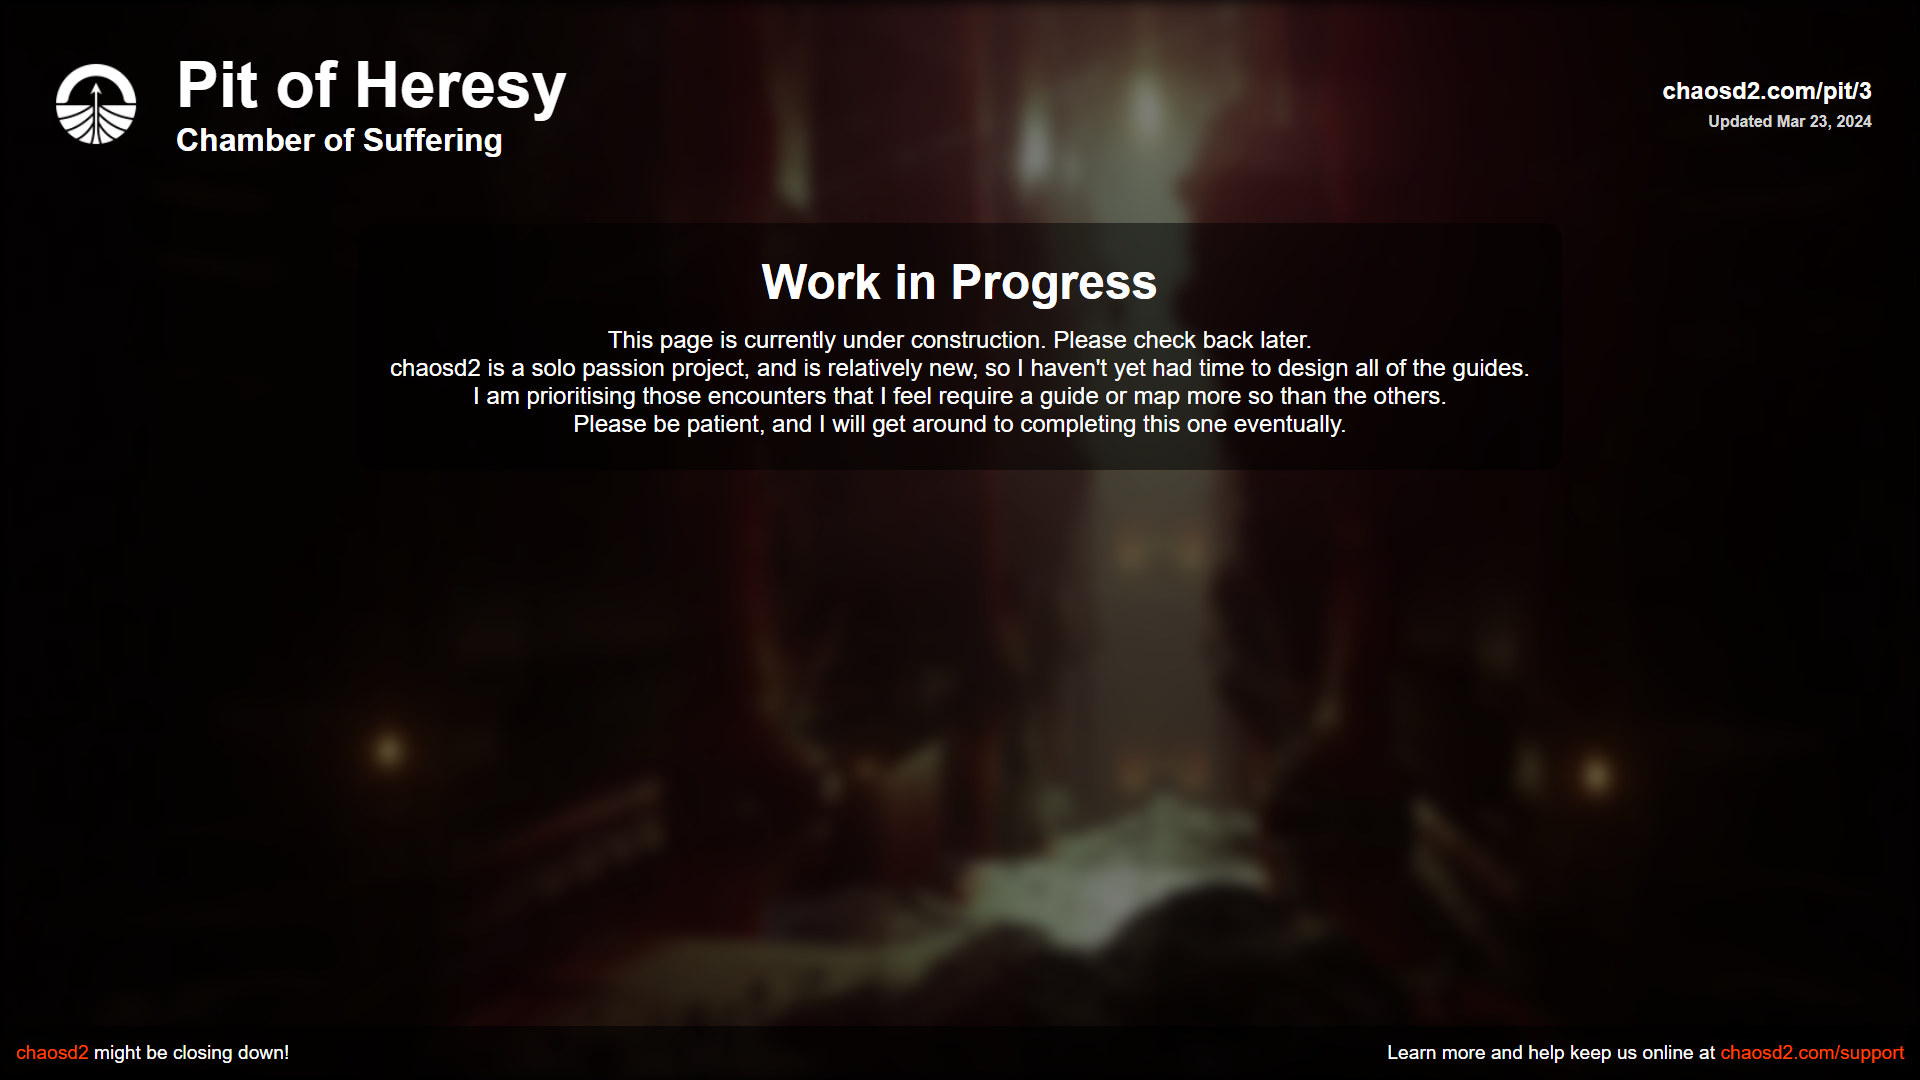 Pit of Heresy
Chamber of Suffering
chaosd2.com/pit/3
Updated Mar 23, 2024
Work in Progress
This page is currently under construction. Please check back later.
chaosd2 is a solo passion project, and is relatively new, so I haven't yet had time to design all of the guides.
I am prioritising those encounters that I feel require a guide or map more so than the others.
Please be patient, and I will get around to completing this one eventually.
chaosd2 might be closing down!
Learn more and help keep us online at chaosd2.com/support